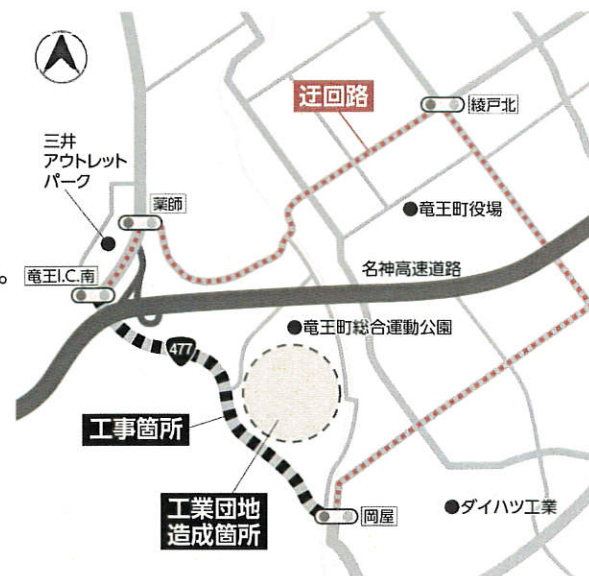 迂回路
綾戸北
三井
アウトレット
パーク
薬師
竜王町役場
。
竜王I.C.南
名神高速道路
竜王町総合運動公園
477
工事箇所
工業団地
造成箇所
岡屋
ダイハツ工業